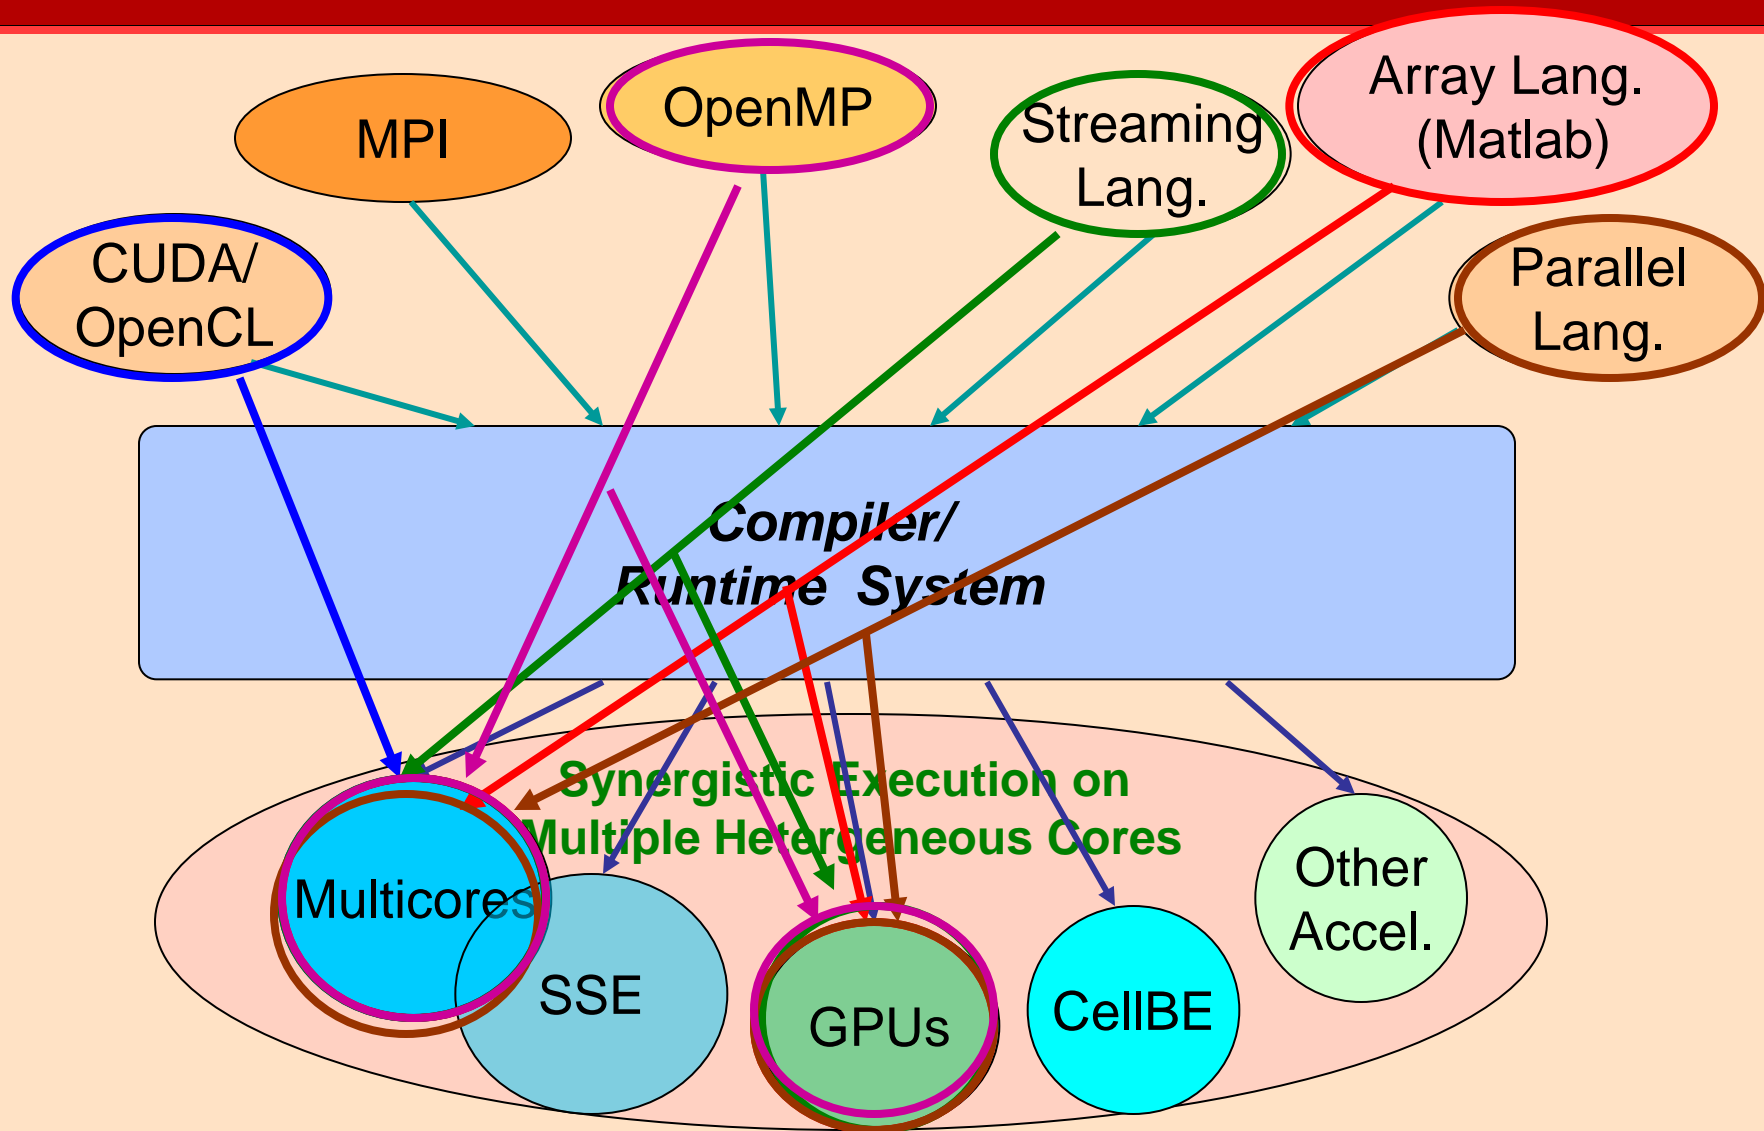 MPI
OpenMP
Streaming
Lang.
Array Lang.
(Matlab)
CUDA/
OpenCL
Parallel
Lang.
Compiler/
Runtime System
Synergistic Execution on
Multiple Hetergeneous Cores
Multicores
SSE
GPUs
CellBE
Other
Accel.